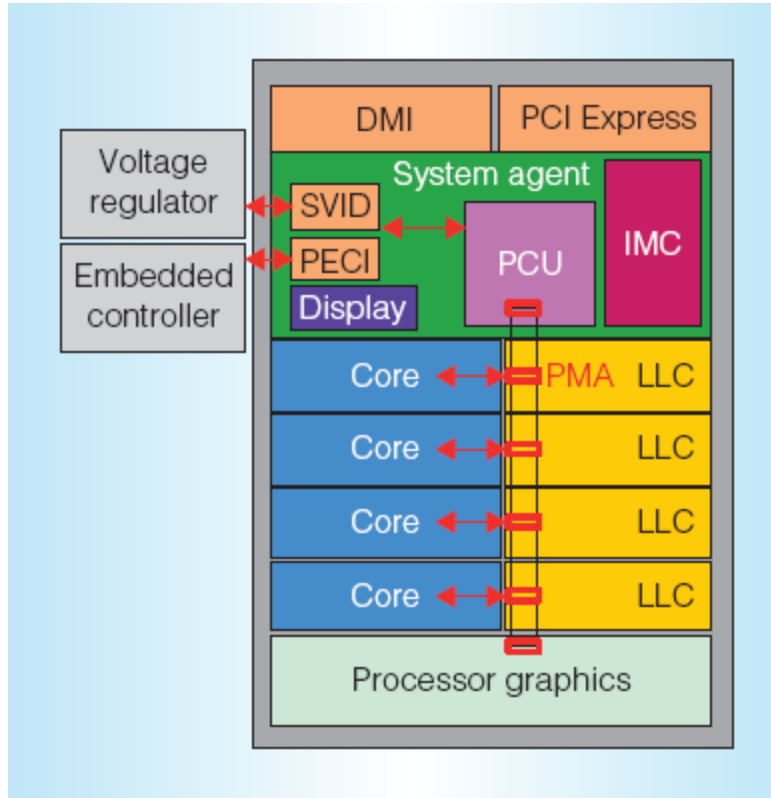 DMI
PCI Express
Voltage
regulator
System agent
SVID
IMC
PECI
PCU
Embedded
controller
Display
Core
PMA
LLC
Core
LLC
Core
LLC
Core
LLC
Processor graphics